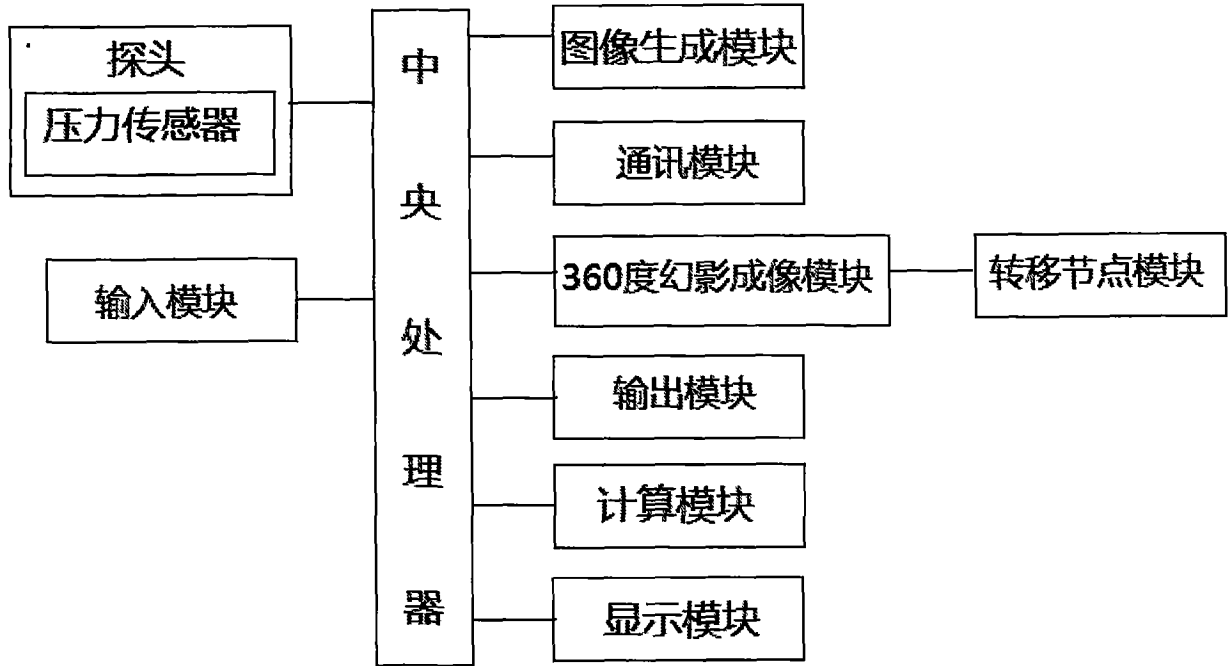 探头
压力传感器
输入模块
中央处理器
图像生成模块
通讯模块
360度幻影成像模块
转移节点模块
输出模块
计算模块
显示模块